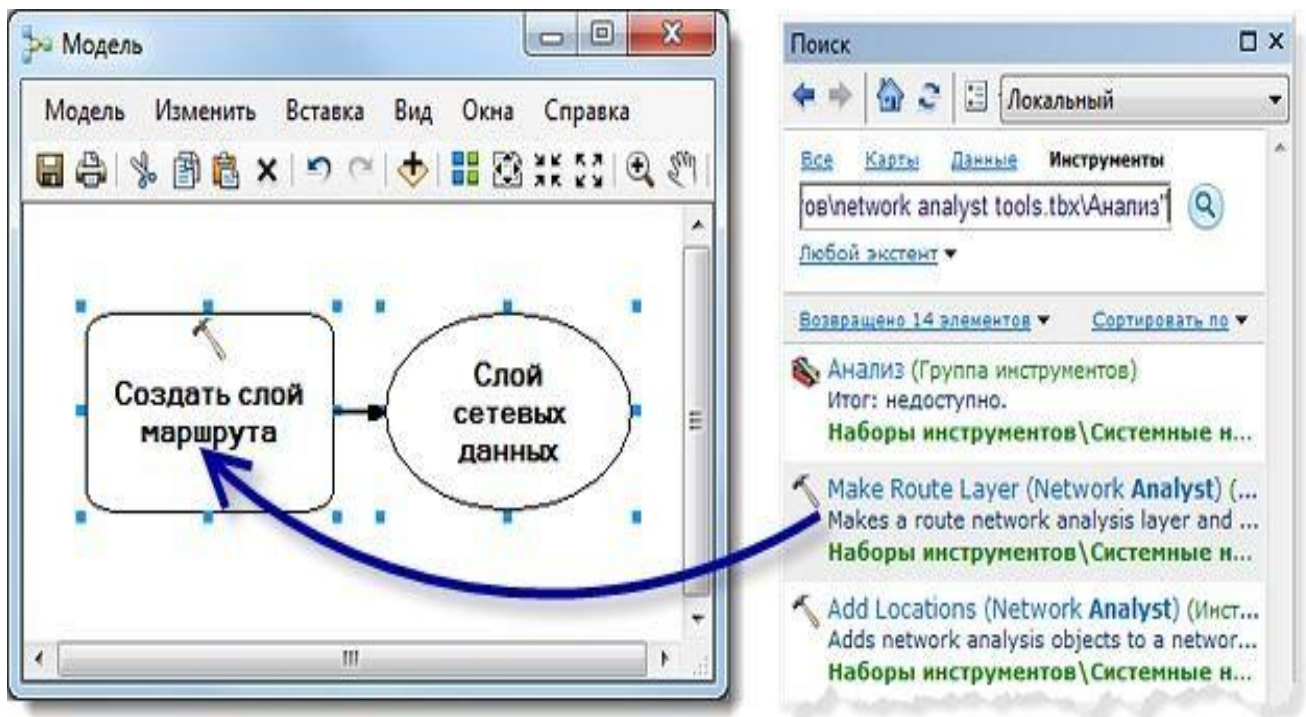 Модель
Модель Изменить Вставка Вид Окна Справка
Создать слой
маршрута
Слой
сетевых
данных
Поиск
Локальный
Все Карты Данные Инструменты
ов\network analyst tools.tbx\Анализ"
Любой экстент
Возвращено 14 элементов Сортировать по
Анализ (Группа инструментов)
Итог: недоступно.
Наборы инструментов\Системные н...
Make Route Layer (Network Analyst) (...
Makes a route network analysis layer and ...
Наборы инструментов\Системные н...
Add Locations (Network Analyst) (Инст...
Adds network analysis objects to a networ...
Наборы инструментов\Системные н...